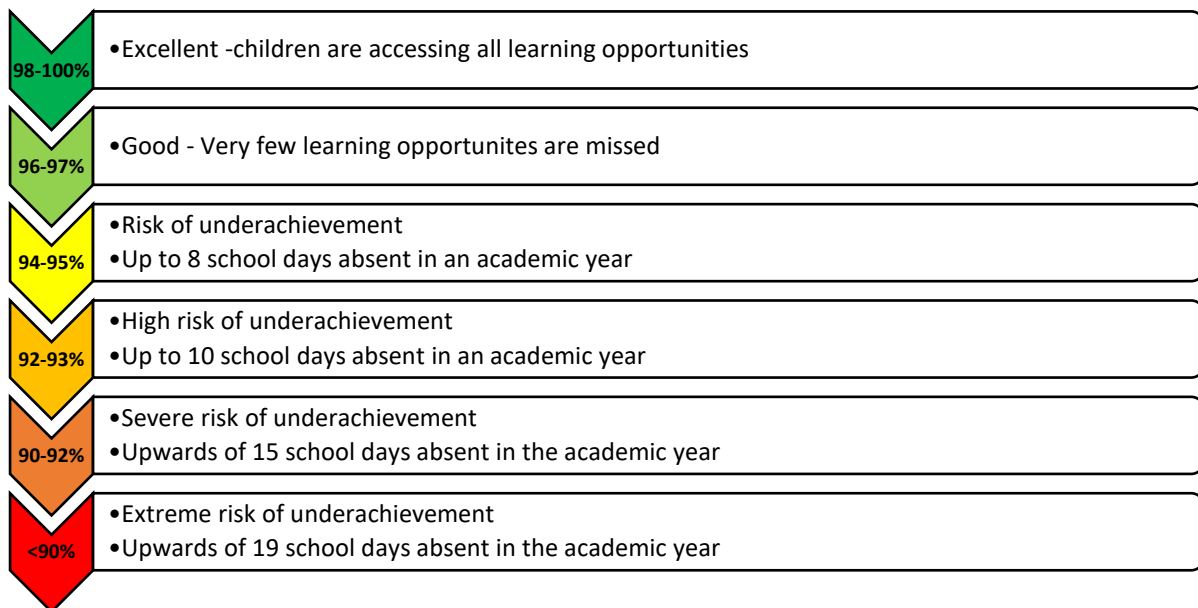 98-100%
•Excellent -children are accessing all learning opportunities
96-97%
•Good - Very few learning opportunites are missed
94-95%
•Risk of underachievement
•Up to 8 school days absent in an academic year
92-93%
•High risk of underachievement
•Up to 10 school days absent in an academic year
90-92%
•Severe risk of underachievement
•Upwards of 15 school days absent in the academic year
<90%
•Extreme risk of underachievement
•Upwards of 19 school days absent in the academic year